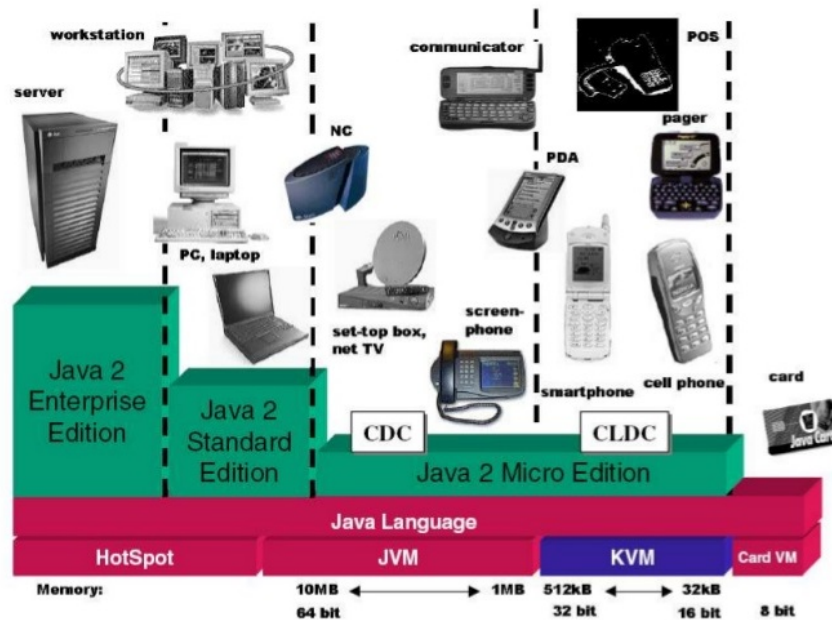 workstation
communicator
POS
server
NC
pager
PDA
PC, laptop
set-top box,
net TV
screen-
phone
smartphone
cell phone
card
Java Card
Java 2
Enterprise
Edition
Java 2
Standard
Edition
CDC
CLDC
Java 2 Micro Edition
Java Language
HotSpot
JVM
KVM
Card VM
Memory:
10MB
1MB
512kB
32kB
64 bit
32 bit
16 bit
8 bit